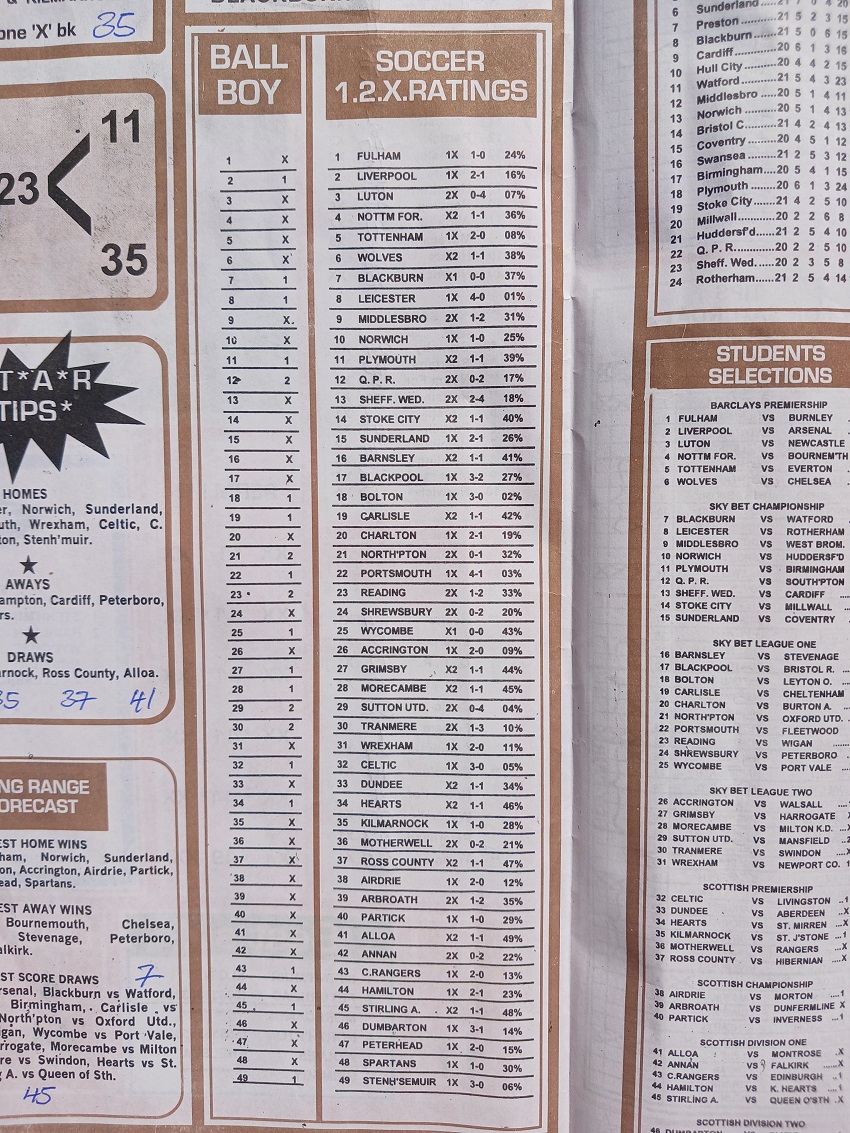 one 'X' bk 35
11
23
35
T*A*R
TIPS*
HOMES
Norwich, Sunderland,
Wrexham, Celtic, C.
Stenh'muir.
AWAYS
Cardiff, Peterboro,
DRAWS
Ross County, Alloa.
37 41
RANGE
HOME WINS
Norwich, Sunderland,
Accrington, Airdrie, Partick,
Spartans.
AWAY WINS
Bournemouth, Chelsea,
Stevenage, Peterboro,
SCORE DRAWS 7
Blackburn vs Watford,
Birmingham, Carlisle vs
North'pton vs Oxford Utd.,
Wycombe vs Port Vale,
Morecambe vs Milton
vs Swindon, Hearts vs St.
A. vs Queen of Sth.
45
BALL
BOY
1 X
2 1
3 X
4 X
5 X
6 X
7 1
8 1
9 X
10 X
11 1
12 2
13 X
14 X
15 X
16 X
17 X
18 1
19 1
20 X
21 2
22 1
23 2
24 X
25 1
26 X
27 1
28 1
29 2
30 2
31 X
32 1
33 X
34 1
35 X
36 X
37 X
38 X
39 X
40 X
41 X
42 X
43 1
44 X
45 1
46 X
47 X
48 X
49 1
SOCCER
1.2.X.RATINGS
1 FULHAM 1X 1-0 24%
2 LIVERPOOL 1X 2-1 16%
3 LUTON 2X 0-4 07%
4 NOTTM FOR. X2 1-1 36%
5 TOTTENHAM 1X 2-0 08%
6 WOLVES X2 1-1 38%
7 BLACKBURN X1 0-0 37%
8 LEICESTER 1X 4-0 01%
9 MIDDLESBRO 2X 1-2 31%
10 NORWICH 1X 1-0 25%
11 PLYMOUTH X2 1-1 39%
12 Q. P. R. 2X 0-2 17%
13 SHEFF. WED. 2X 2-4 18%
14 STOKE CITY X2 1-1 40%
15 SUNDERLAND 1X 2-1 26%
16 BARNSLEY X2 1-1 41%
17 BLACKPOOL 1X 3-2 27%
18 BOLTON 1X 3-0 02%
19 CARLISLE X2 1-1 42%
20 CHARLTON 1X 2-1 19%
21 NORTH'PTON 2X 0-1 32%
22 PORTSMOUTH 1X 4-1 03%
23 READING 2X 1-2 33%
24 SHREWSBURY 2X 0-2 20%
25 WYCOMBE X1 0-0 43%
26 ACCRINGTON 1X 2-0 09%
27 GRIMSBY X2 1-1 44%
28 MORECAMBE X2 1-1 45%
29 SUTTON UTD. 2X 0-4 04%
30 TRANMERE 2X 1-3 10%
31 WREXHAM 1X 2-0 11%
32 CELTIC 1X 3-0 05%
33 DUNDEE X2 1-1 34%
34 HEARTS X2 1-1 46%
35 KILMARNOCK 1X 1-0 28%
36 MOTHERWELL 2X 0-2 21%
37 ROSS COUNTY X2 1-1 47%
38 AIRDRIE 1X 2-0 12%
39 ARBROATH 2X 1-2 35%
40 PARTICK 1X 1-0 29%
41 ALLOA X2 1-1 49%
42 ANNAN 2X 0-2 22%
43 C.RANGERS 1X 2-0 13%
44 HAMILTON 1X 2-1 23%
45 STIRLING A. X2 1-1 48%
46 DUMBARTON 1X 3-1 14%
47 PETERHEAD 1X 2-0 15%
48 SPARTANS 1X 1-0 30%
49 STENH'SEMUIR 1X 3-0 06%
6 Sunderland
7 Preston.......21 5 2 3 15
8 Blackburn.....21 5 0 6 15
9 Cardiff.......20 6 1 3 16
10 Hull City......20 4 4 2 15
11 Watford.......21 5 4 3 23
12 Middlesbro....20 5 1 4 11
13 Norwich.......20 5 1 4 13
14 Bristol C.......21 4 2 4 13
15 Coventry......20 4 5 1 12
16 Swansea......21 2 5 3 12
17 Birmingham....20 5 4 1 15
18 Plymouth......20 6 1 3 24
19 Stoke City.....21 4 2 5 10
20 Millwall.......20 2 2 6 8
21 Huddersf'd.....21 2 5 4 10
22 Q. P. R........20 2 2 5 10
23 Sheff. Wed.....20 2 3 5 8
24 Rotherham......21 2 5 4 14
STUDENTS
SELECTIONS
BARCLAYS PREMIERSHIP
1 FULHAM VS BURNLEY
2 LIVERPOOL VS ARSENAL
3 LUTON VS NEWCASTLE
4 NOTTM FOR. VS BOURNEM'TH
5 TOTTENHAM VS EVERTON
6 WOLVES VS CHELSEA
SKY BET CHAMPIONSHIP
7 BLACKBURN VS WATFORD
8 LEICESTER VS ROTHERHAM
9 MIDDLESBRO VS WEST BROM.
10 NORWICH VS HUDDERSF'D
11 PLYMOUTH VS BIRMINGHAM
12 Q. P. R. VS SOUTH'PTON
13 SHEFF. WED. VS CARDIFF
14 STOKE CITY VS MILLWALL
15 SUNDERLAND VS COVENTRY
SKY BET LEAGUE ONE
16 BARNSLEY VS STEVENAGE
17 BLACKPOOL VS BRISTOL R.
18 BOLTON VS LEYTON O.
19 CARLISLE VS CHELTENHAM
20 CHARLTON VS BURTON A.
21 NORTH'PTON VS OXFORD UTD.
22 PORTSMOUTH VS FLEETWOOD
23 READING VS WIGAN
24 SHREWSBURY VS PETERBORO
25 WYCOMBE VS PORT VALE
SKY BET LEAGUE TWO
26 ACCRINGTON VS WALSALL
27 GRIMSBY VS HARROGATE
28 MORECAMBE VS MILTON K.D.
29 SUTTON UTD. VS MANSFIELD
30 TRANMERE VS SWINDON
31 WREXHAM VS NEWPORT CO. 1
SCOTTISH PREMIERSHIP
32 CELTIC VS LIVINGSTON ..1
33 DUNDEE VS ABERDEEN ...X
34 HEARTS VS ST. MIRREN ...X
35 KILMARNOCK VS ST. J'STONE ...1
36 MOTHERWELL VS RANGERS ...X
37 ROSS COUNTY VS HIBERNIAN ....X
SCOTTISH CHAMPIONSHIP
38 AIRDRIE VS MORTON ....1
39 ARBROATH VS DUNFERMLINE X
40 PARTICK VS INVERNESS ...1
SCOTTISH DIVISION ONE
41 ALLOA VS MONTROSE .X
42 ANNAN VS FALKIRK ......X
43 C.RANGERS VS EDINBURGH ..1
44 HAMILTON VS K. HEARTS ...1
45 STIRLING A. VS QUEEN O'STH .X
SCOTTISH DIVISION TWO